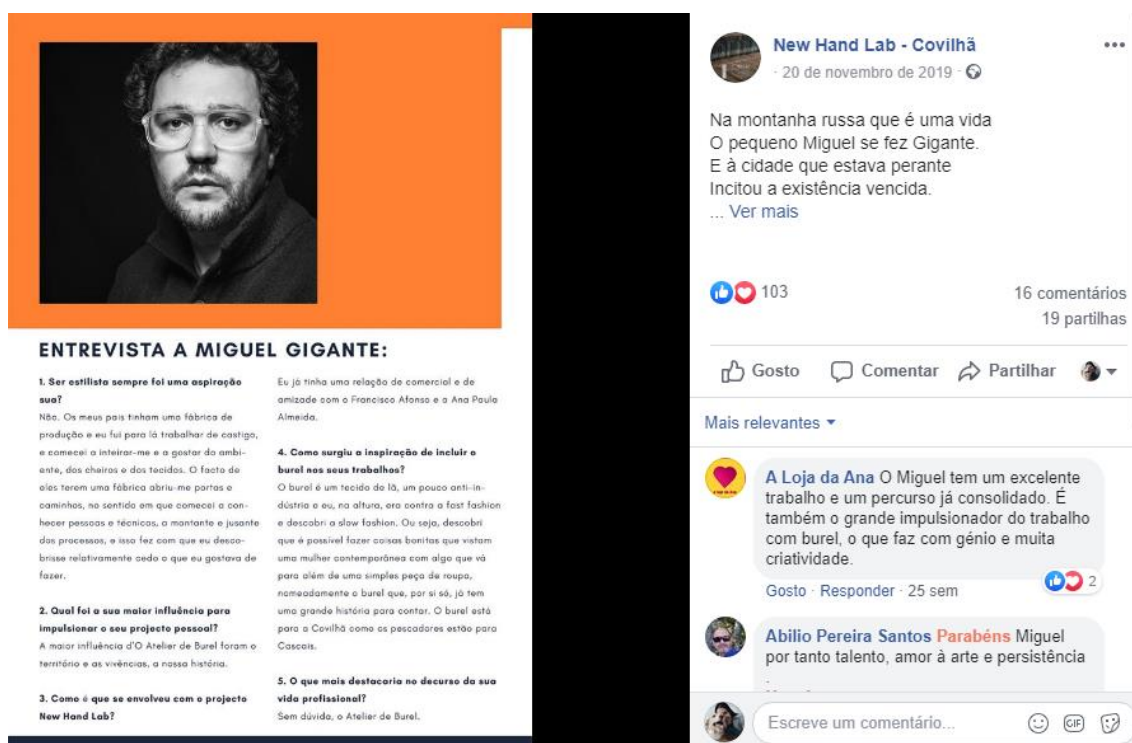 ENTREVISTA A MIGUEL GIGANTE:
1. Ser estilista sempre foi uma aspiração
sua?
Não. Os meus pais tinham uma fábrica de
produção e eu fui para lá trabalhar de castigo,
e comecei a inteirar-me e a gostar do ambi-
ente, dos cheiros e dos tecidos. O facto de
eles terem uma fábrica abriu-me portas e
caminhos, no sentido em que comecei a con-
hecer pessoas e técnicas, a montante e jusante
dos processos, e isso fez com que eu desco-
brisse relativamente cedo o que eu gostava de
fazer.
2. Qual foi a sua maior influência para
impulsionar o seu projecto pessoal?
A maior influência d'O Atelier de Burel foram o
território e as vivências, a nossa história.
3. Como é que se envolveu com o projecto
New Hand Lab?
Eu já tinha uma relação de comercial e de
amizade com o Francisco Afonso e a Ana Paula
Almeida.
4. Como surgiu a inspiração de incluir o
burel nos seus trabalhos?
O burel é um tecido de lã, um pouco anti-in-
dústria e eu, na altura, era contra a fast fashion
e descobri a slow fashion. Ou seja, descobri
que é possível fazer coisas bonitas que vistam
uma mulher contemporânea com algo que vá
para além de uma simples peça de roupa,
nomeadamente o burel que, por si só, já tem
uma grande história para contar. O burel está
para a Covilhã como os pescadores estão para
Cascais.
5. O que mais destacaria no decurso da sua
vida profissional?
Sem dúvida, o Atelier de Burel.
New Hand Lab - Covilhã
· 20 de novembro de 2019 ·
Na montanha russa que é uma vida
O pequeno Miguel se fez Gigante.
E à cidade que estava perante
Incitou a existência vencida.
... Ver mais
103
16 comentários
19 partilhas
Gosto Comentar Partilhar
Mais relevantes
A Loja da Ana O Miguel tem um excelente
trabalho e um percurso já consolidado. É
também o grande impulsionador do trabalho
com burel, o que faz com génio e muita
criatividade.
2
Gosto · Responder · 25 sem
Abilio Pereira Santos Parabéns Miguel
por tanto talento, amor à arte e persistência
.
Escreve um comentário...
GIF